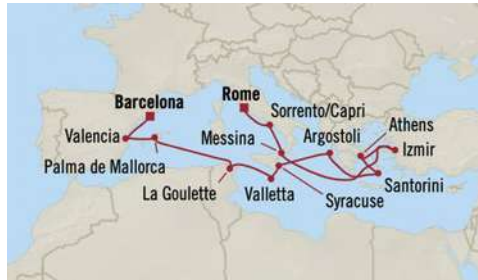 Barcelona
Rome
Sorrento/Capri
Athens
Valencia
Messina
Argostoli
Izmir
Palma de Mallorca
La Goulette
Valletta
Syracuse
Santorini